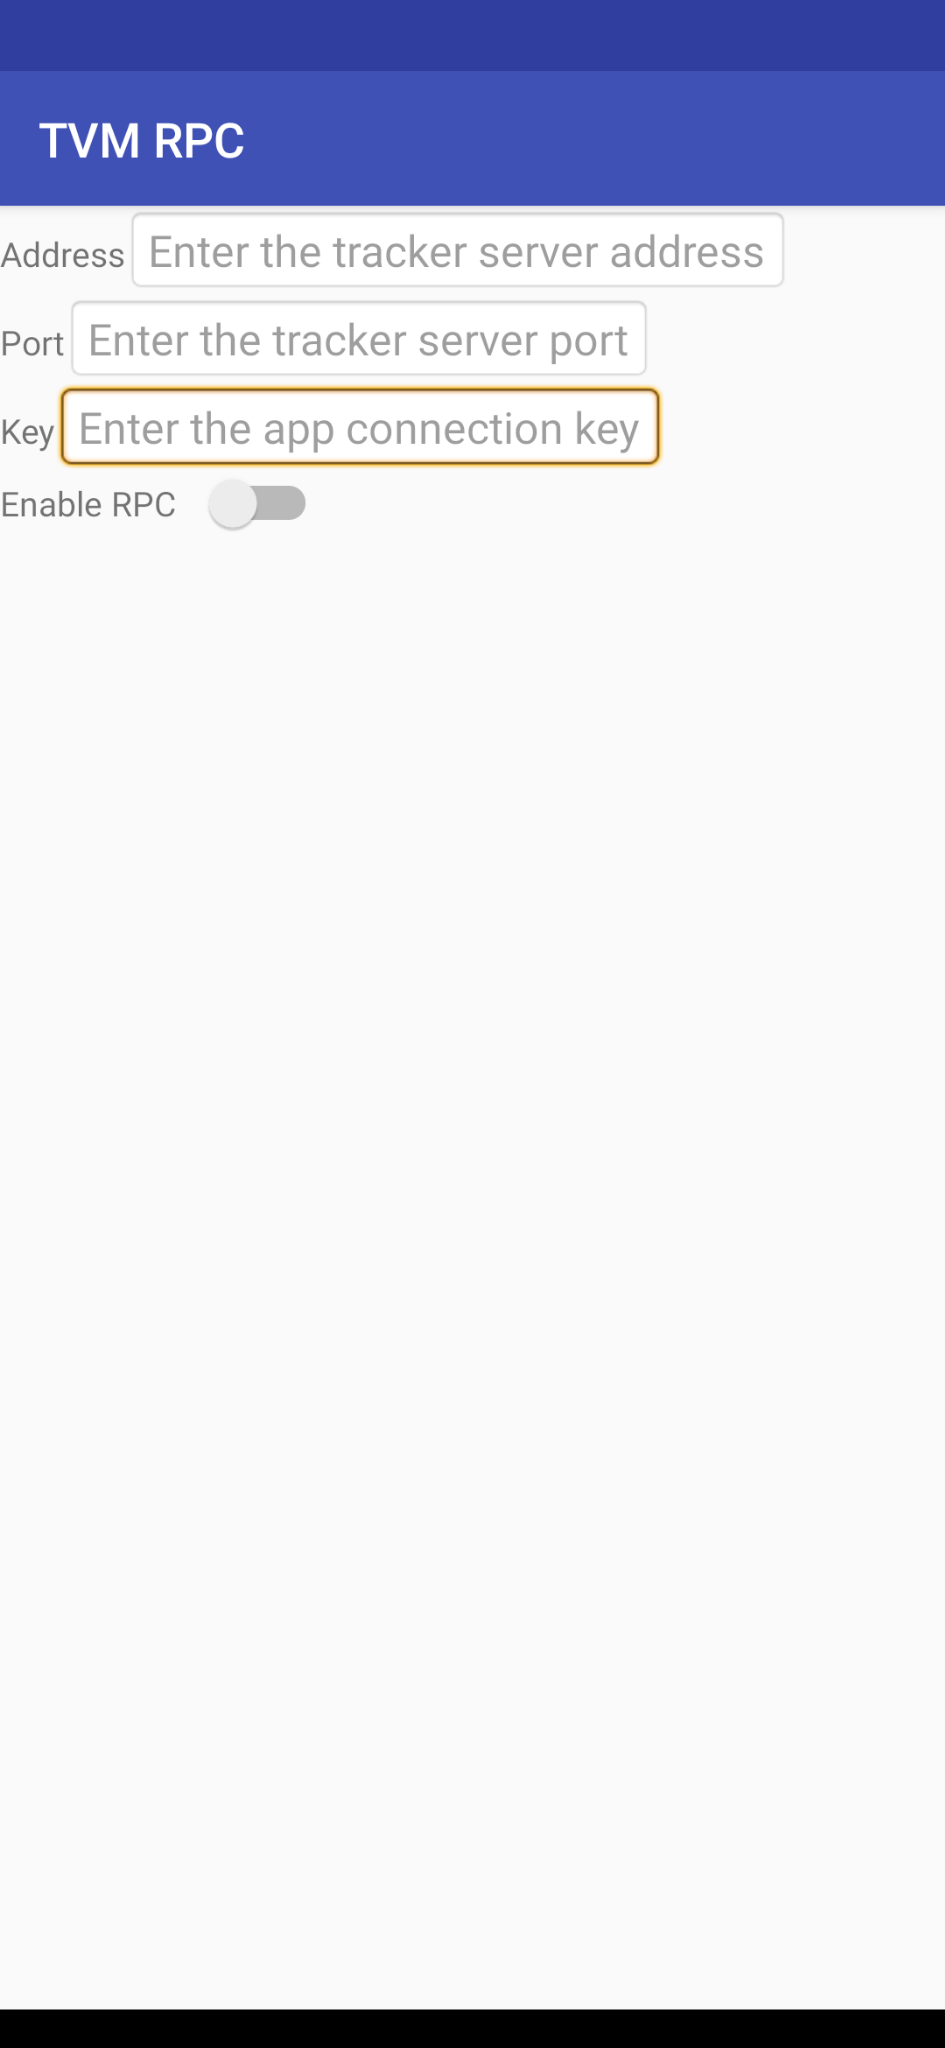 TVM RPC
Address Enter the tracker server address
Port Enter the tracker server port
Key Enter the app connection key
Enable RPC